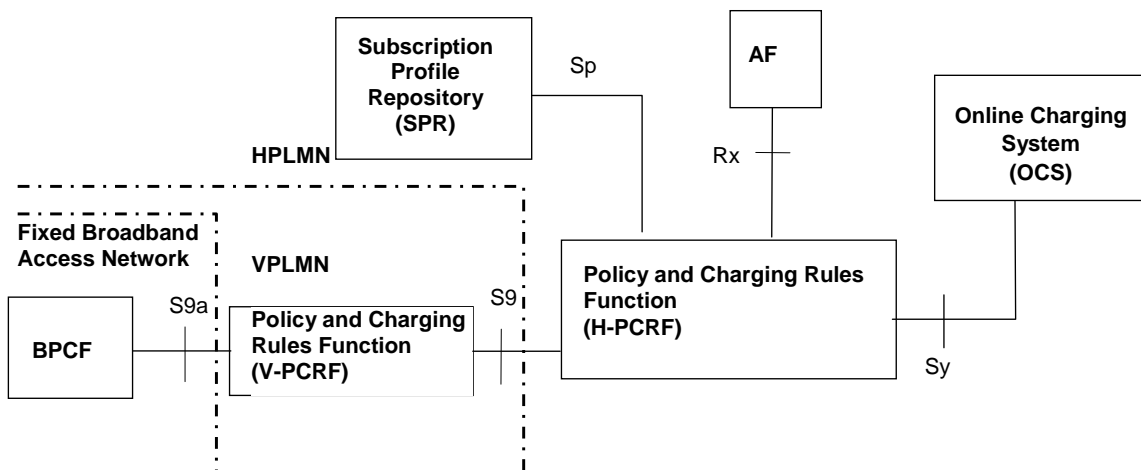 Subscription
Profile
Repository
(SPR)
Sp
AF
Online Charging
System
(OCS)
Rx
HPLMN
Fixed Broadband
Access Network
VPLMN
S9a
S9
Policy and Charging Rules
Function
(H-PCRF)
BPCF
Policy and Charging
Rules Function
(V-PCRF)
Sy